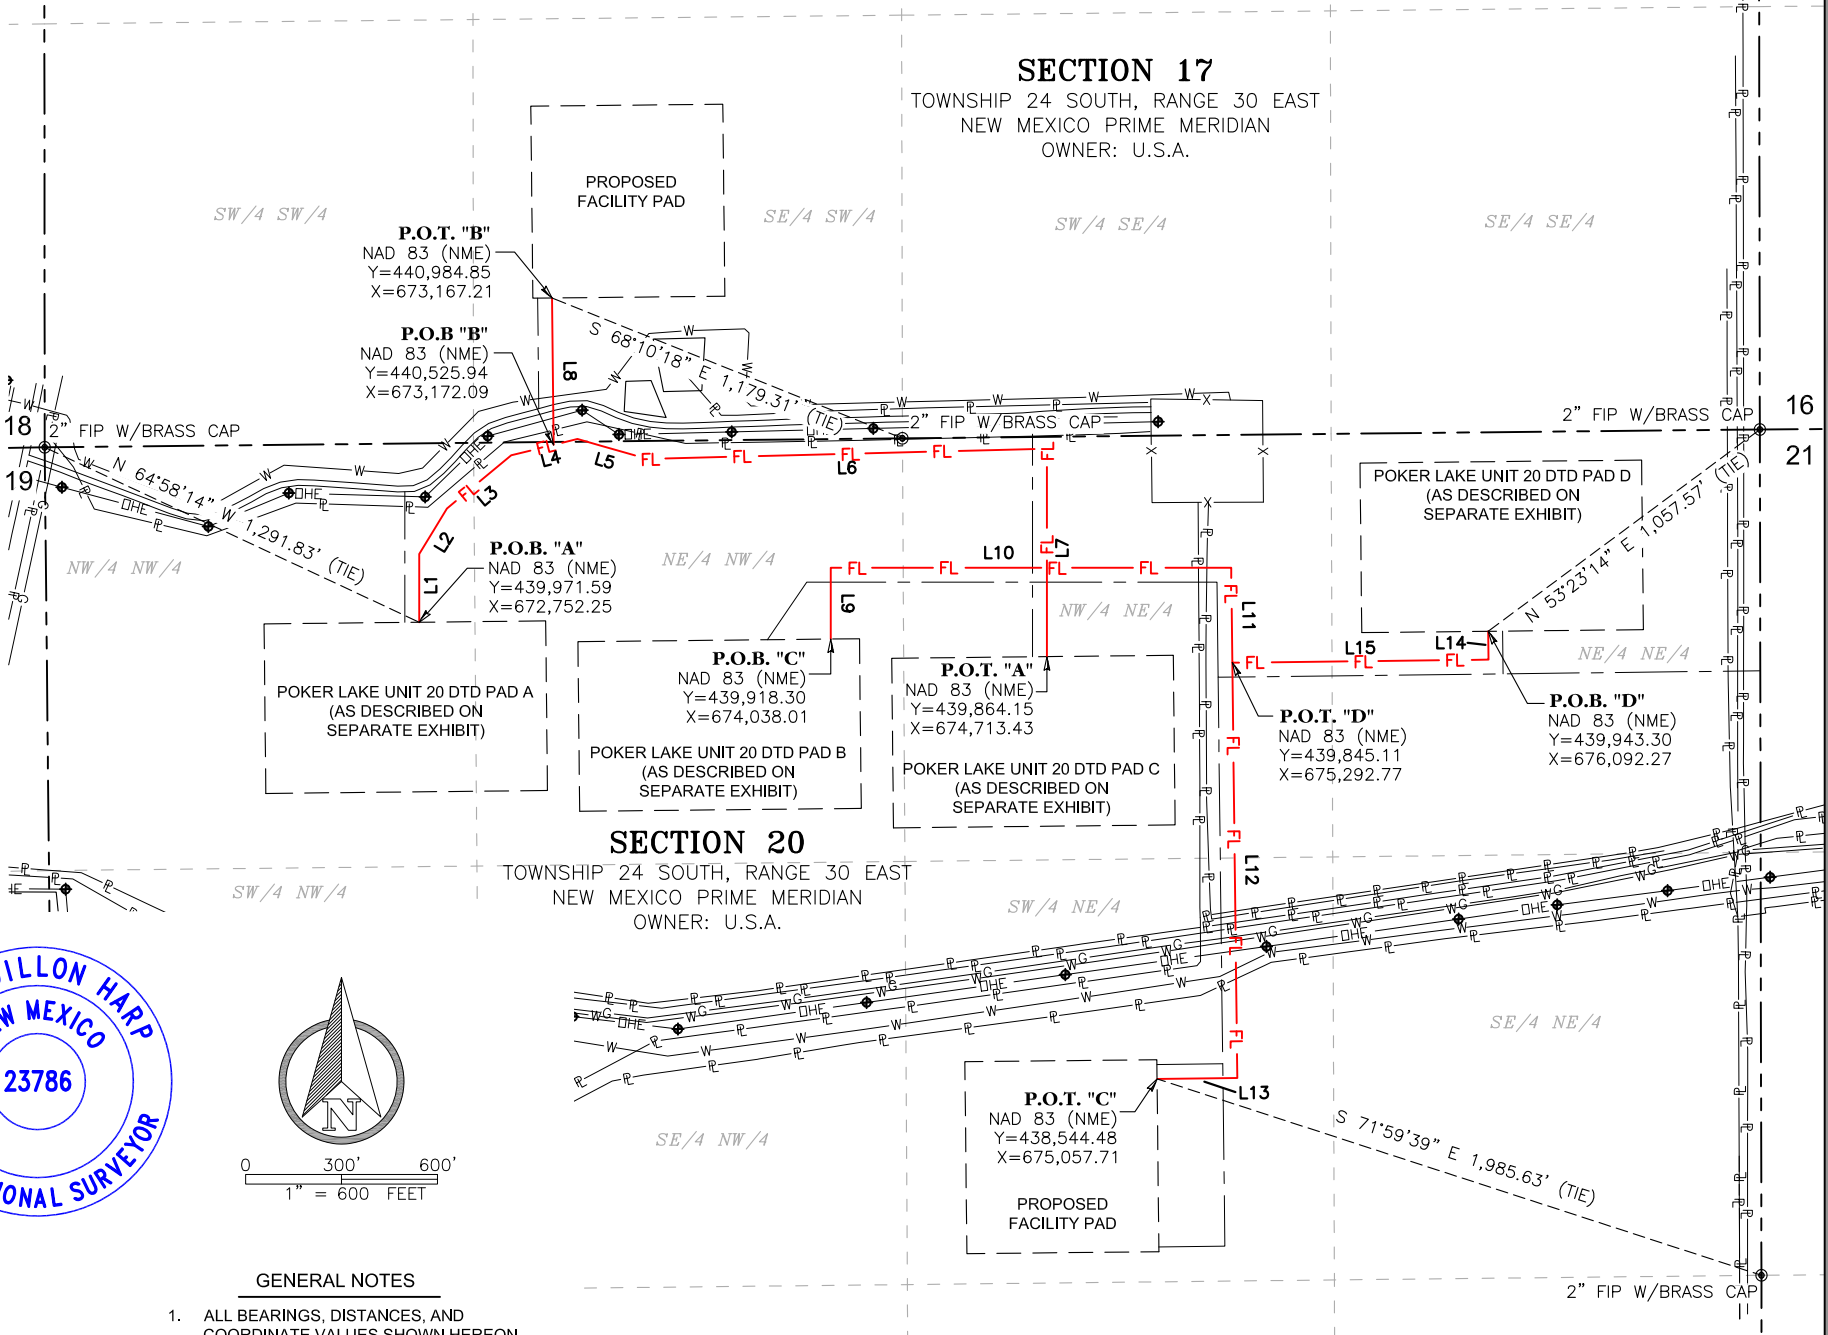 SECTION 17
TOWNSHIP 24 SOUTH, RANGE 30 EAST
NEW MEXICO PRIME MERIDIAN
OWNER: U.S.A.
PROPOSED
FACILITY PAD
SW/4 SW/4
SE/4 SW/4
SW/4 SE/4
SE/4 SE/4
P.O.T. "B"
NAD 83 (NME)
Y=440,984.85
X=673,167.21
P.O.B "B"
NAD 83 (NME)
Y=440,525.94
X=673,172.09
S 68°10'18" E 1,179.31' (TIE)
L8
18
19
16
21
2" FIP W/BRASS CAP
2" FIP W/BRASS CAP
2" FIP W/BRASS CAP
N 64°58'14" W 1,291.83' (TIE)
L1
L2
L3
L4
L5
L6
L7
P.O.B. "A"
NAD 83 (NME)
Y=439,971.59
X=672,752.25
NW/4 NW/4
NE/4 NW/4
NW/4 NE/4
NE/4 NE/4
L9
L10
L11
POKER LAKE UNIT 20 DTD PAD D
(AS DESCRIBED ON
SEPARATE EXHIBIT)
N 53°23'14" E 1,057.57' (TIE)
L14
L15
POKER LAKE UNIT 20 DTD PAD A
(AS DESCRIBED ON
SEPARATE EXHIBIT)
P.O.B. "C"
NAD 83 (NME)
Y=439,918.30
X=674,038.01
POKER LAKE UNIT 20 DTD PAD B
(AS DESCRIBED ON
SEPARATE EXHIBIT)
P.O.T. "A"
NAD 83 (NME)
Y=439,864.15
X=674,713.43
POKER LAKE UNIT 20 DTD PAD C
(AS DESCRIBED ON
SEPARATE EXHIBIT)
P.O.T. "D"
NAD 83 (NME)
Y=439,845.11
X=675,292.77
P.O.B. "D"
NAD 83 (NME)
Y=439,943.30
X=676,092.27
SECTION 20
TOWNSHIP 24 SOUTH, RANGE 30 EAST
NEW MEXICO PRIME MERIDIAN
OWNER: U.S.A.
SW/4 NW/4
SW/4 NE/4
SE/4 NW/4
SE/4 NE/4
L12
L13
P.O.T. "C"
NAD 83 (NME)
Y=438,544.48
X=675,057.71
PROPOSED
FACILITY PAD
S 71°59'39" E 1,985.63' (TIE)
2" FIP W/BRASS CAP
ILLON HARP
W MEXICO
23786
IONAL SURVEYOR
N
0 300' 600'
1" = 600 FEET
GENERAL NOTES
1. ALL BEARINGS, DISTANCES, AND
COORDINATE VALUES SHOWN HEREON